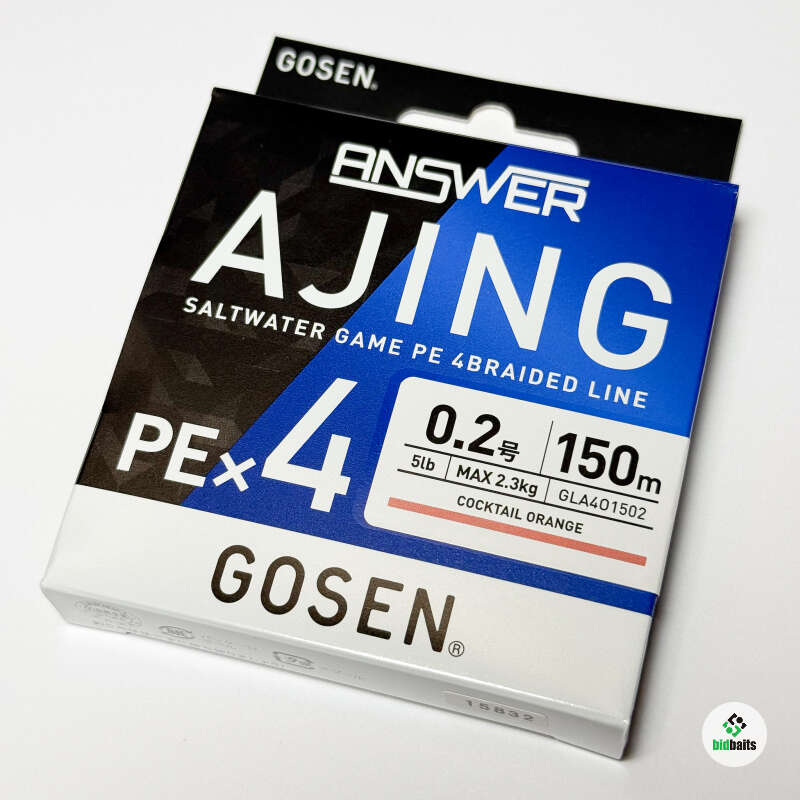 GOSEN®
ANSWER
AJING
SALTWATER GAME PE 4BRAIDED LINE
PE×4
0.2号 150m
5lb MAX 2.3kg GLA401502
COCKTAIL ORANGE
GOSEN®
15832
bidbaits